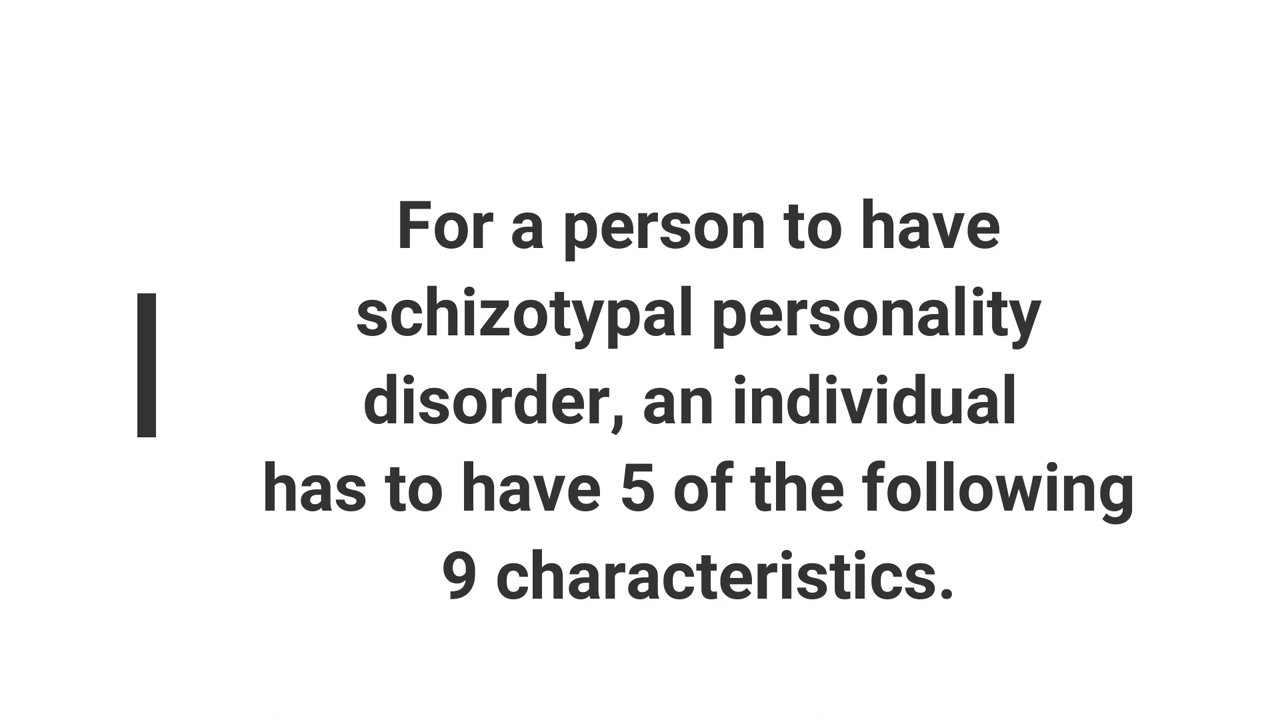 For a person to have
schizotypal personality
disorder, an individual
has to have 5 of the following
9 characteristics.